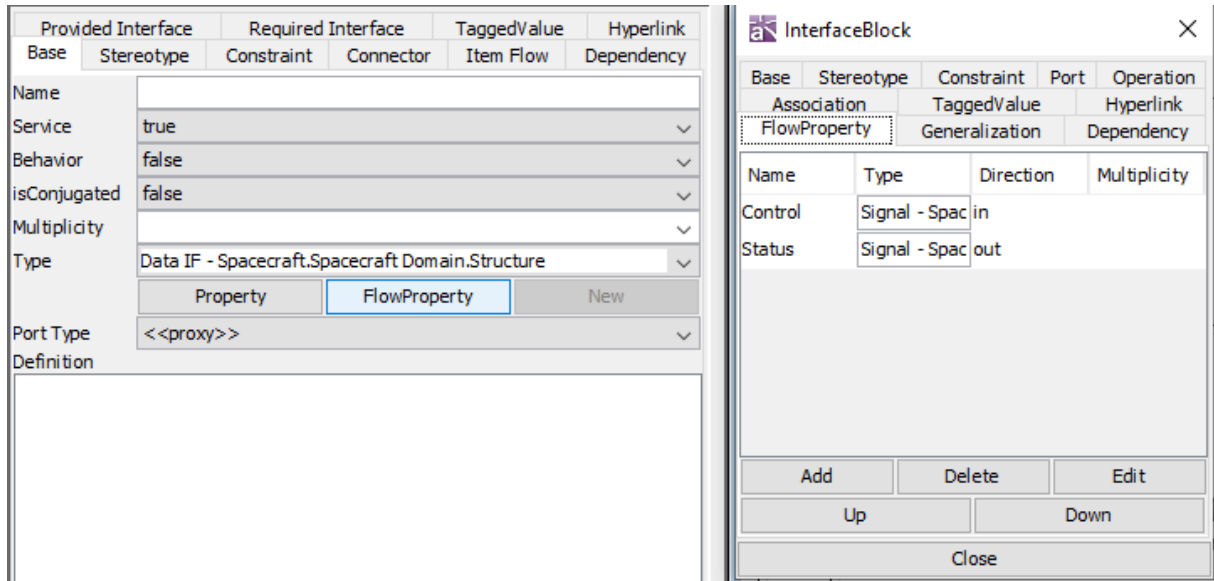 Provided Interface Required Interface TaggedValue Hyperlink
Base Stereotype Constraint Connector Item Flow Dependency
Name
Service true
Behavior false
isConjugated false
Multiplicity
Type Data IF - Spacecraft.Spacecraft Domain.Structure
Property FlowProperty New
Port Type <<proxy>>
Definition
InterfaceBlock
Base Stereotype Constraint Port Operation
Association TaggedValue Hyperlink
FlowProperty Generalization Dependency
Name Type Direction Multiplicity
Control Signal - Spac in
Status Signal - Spac out
Add Delete Edit
Up Down
Close